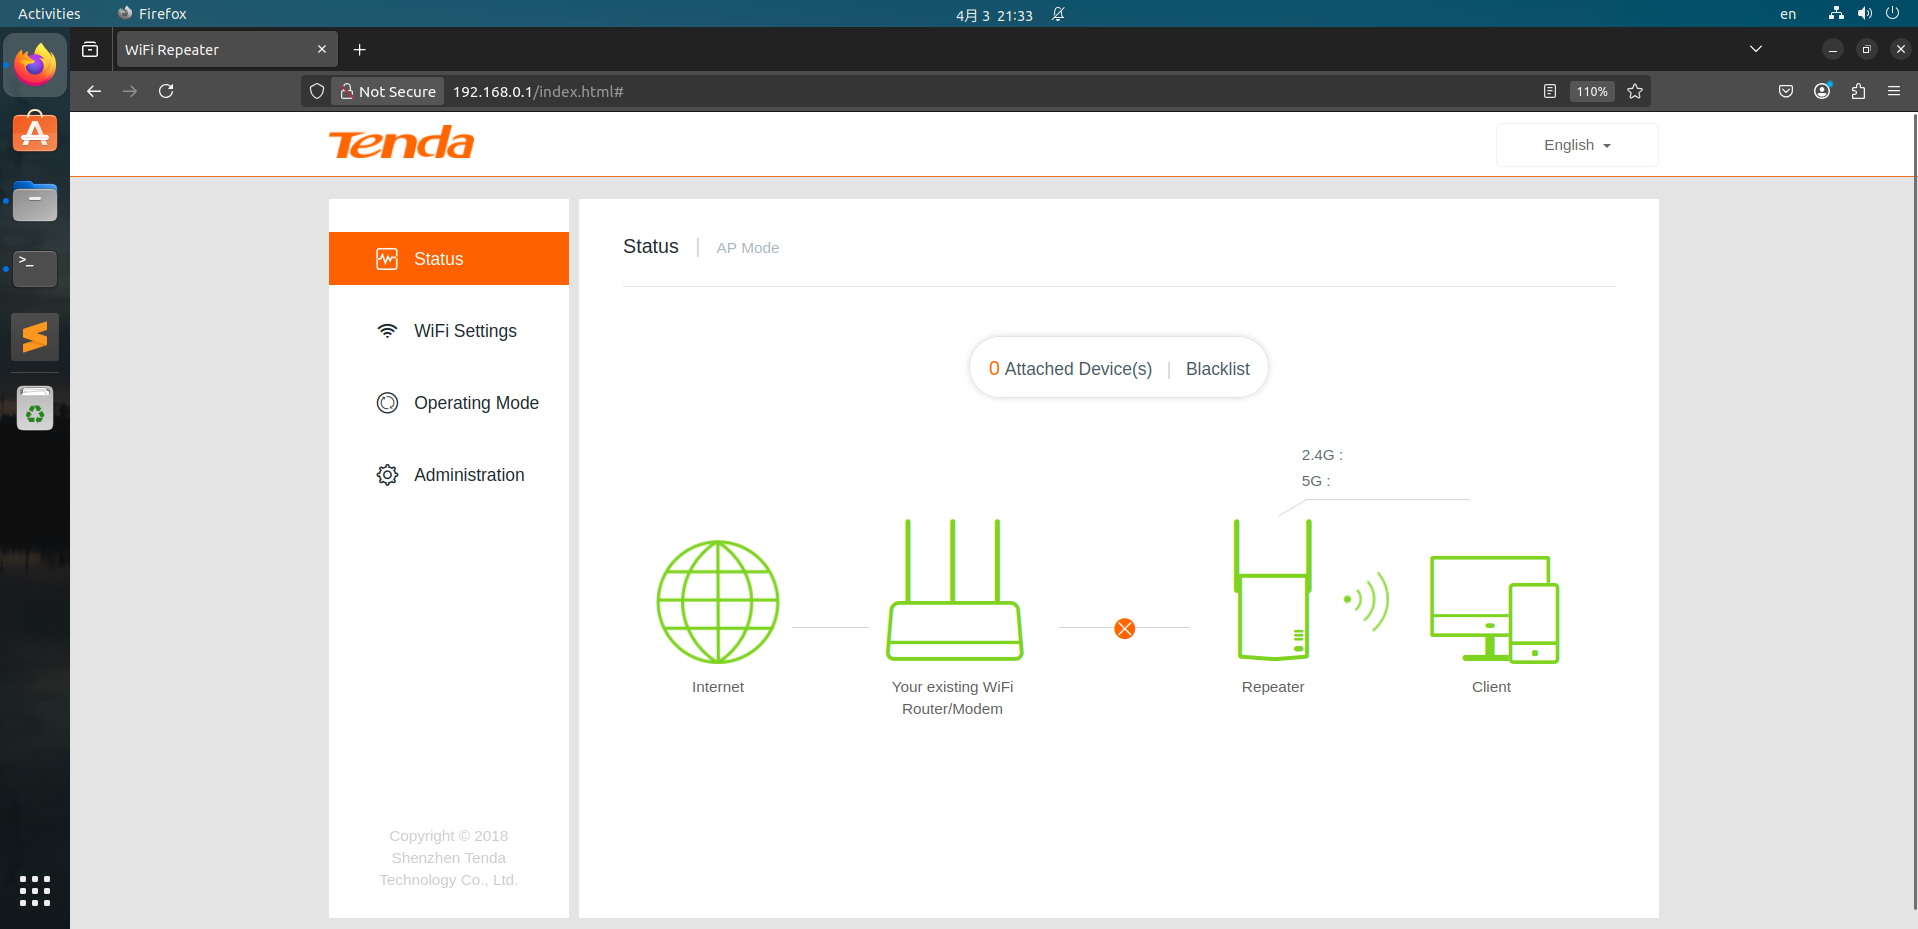 Activities
Firefox
4月 3 21:33
en
WiFi Repeater
Not Secure
192.168.0.1/index.html#
110%
Tenda
English
Status
WiFi Settings
Operating Mode
Administration
Copyright © 2018
Shenzhen Tenda
Technology Co., Ltd.
Status | AP Mode
0 Attached Device(s) | Blacklist
2.4G :
5G :
Internet
Your existing WiFi
Router/Modem
Repeater
Client